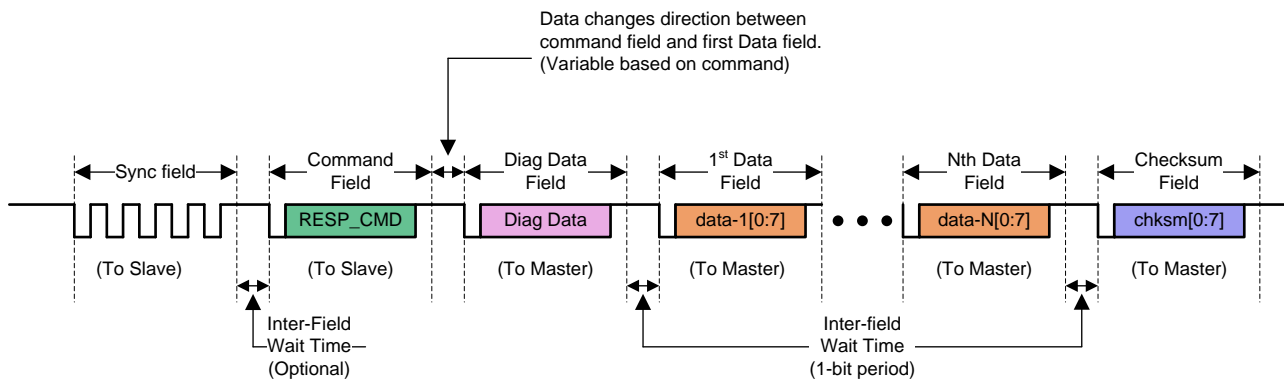 Data changes direction between
command field and first Data field.
(Variable based on command)
Sync field
Command
Field
Diag Data
Field
1st Data
Field
Nth Data
Field
Checksum
Field
RESP_CMD
Diag Data
data-1[0:7]
data-N[0:7]
chksm[0:7]
(To Slave)
(To Slave)
(To Master)
(To Master)
(To Master)
(To Master)
Inter-Field
Wait Time
(Optional)
Inter-field
Wait Time
(1-bit period)